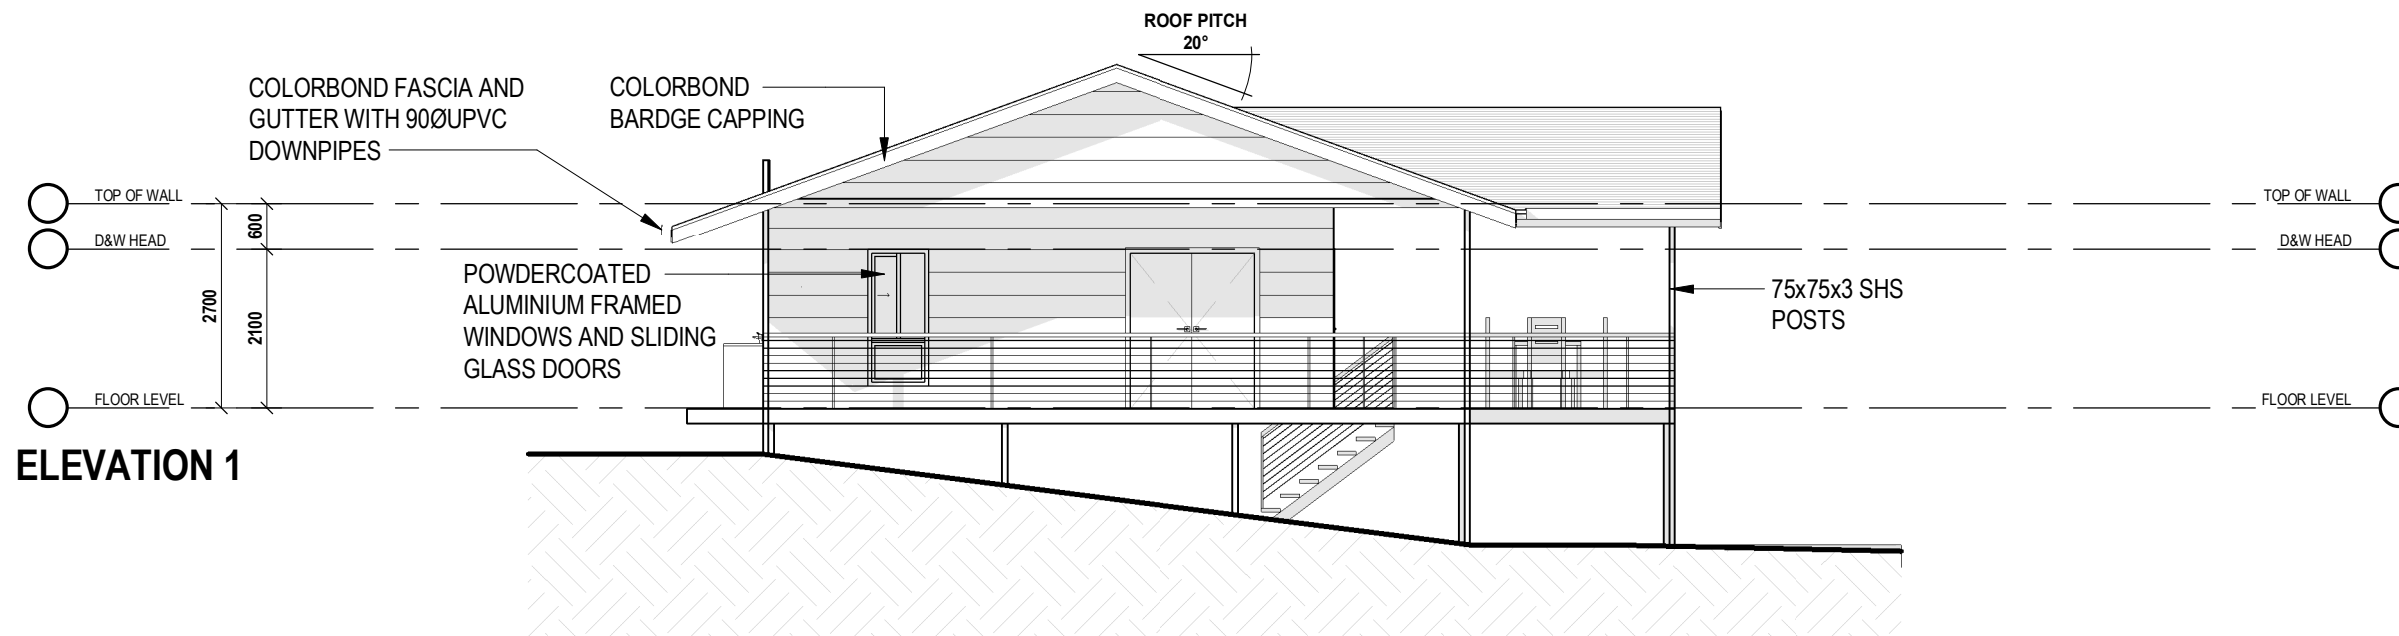 ROOF PITCH
20°
COLORBOND FASCIA AND
GUTTER WITH 90ØUPVC
DOWNPIPES
COLORBOND
BARDGE CAPPING
TOP OF WALL
TOP OF WALL
600
D&W HEAD
D&W HEAD
POWDERCOATED
ALUMINIUM FRAMED
WINDOWS AND SLIDING
GLASS DOORS
75x75x3 SHS
POSTS
2700
2100
FLOOR LEVEL
FLOOR LEVEL
ELEVATION 1